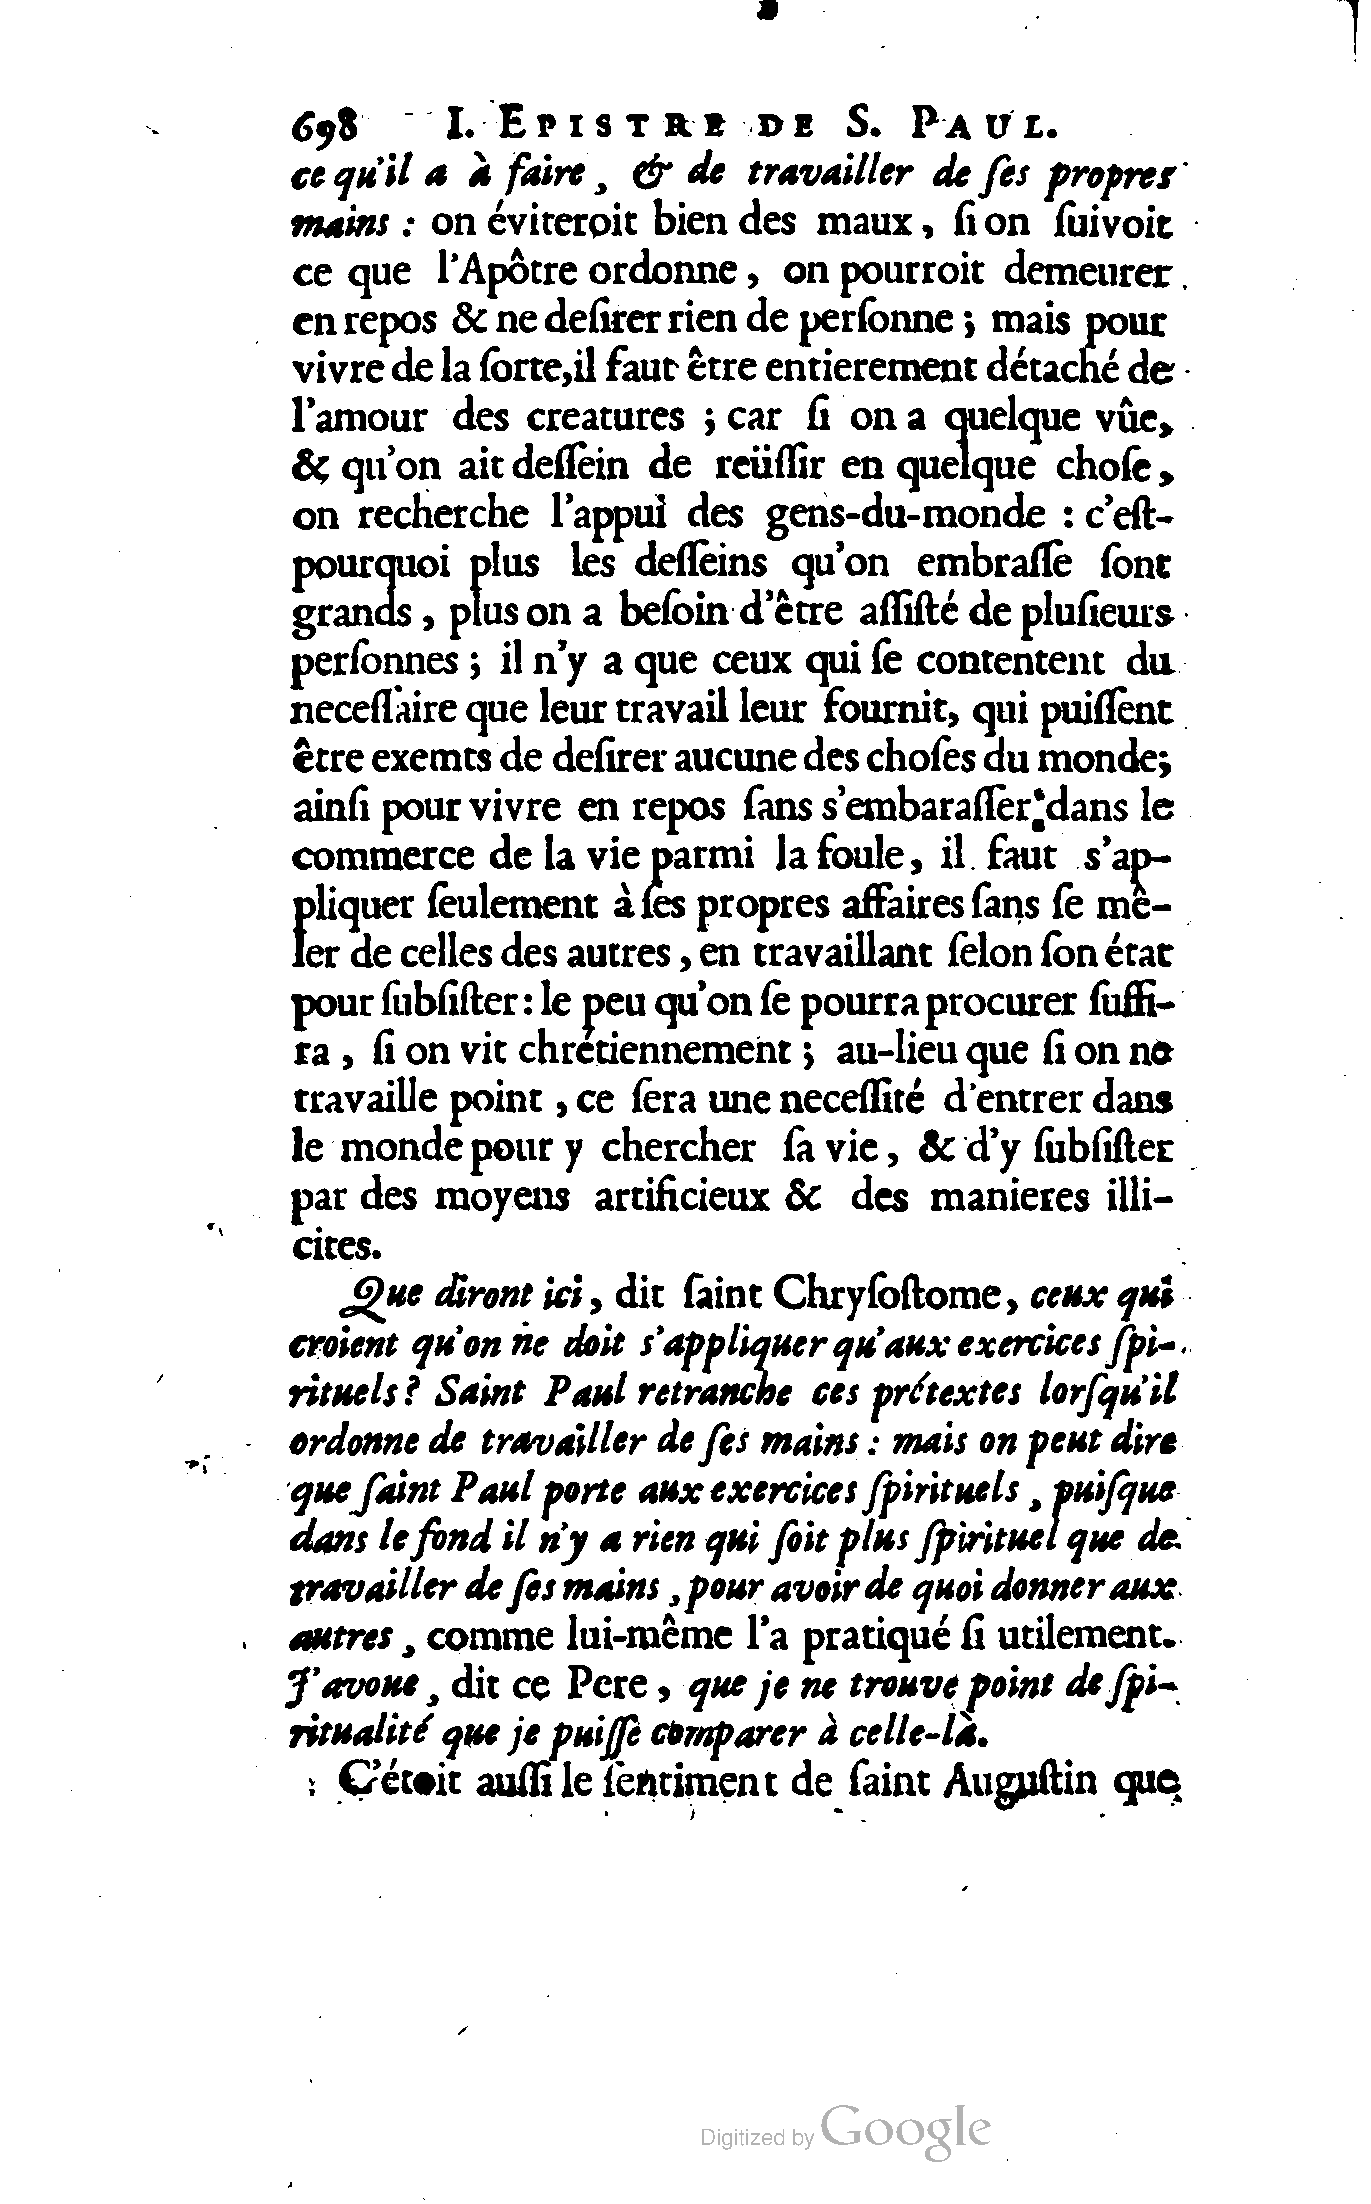 698 I. EPISTRE DE S. PAUL.
ce qu'il a à faire, & de travailler de ſes propres
mains : on éviteroit bien des maux, ſi on ſuivoit
ce que l'Apôtre ordonne, on pourroit demeurer
en repos & ne deſirer rien de perſonne ; mais pour
vivre de la ſorte, il faut être entierement détaché de
l'amour des creatures ; car ſi on a quelque vûe,
& qu'on ait deſſein de reüſſir en quelque choſe,
on recherche l'appui des gens-du-monde : c'eſt-
pourquoi plus les deſſeins qu'on embraſſe ſont
grands, plus on a beſoin d'être aſſiſté de pluſieurs
perſonnes ; il n'y a que ceux qui ſe contentent du
neceſſaire que leur travail leur fournit, qui puiſſent
être exemts de deſirer aucune des choſes du monde;
ainſi pour vivre en repos ſans s'embaraſſer dans le
commerce de la vie parmi la foule, il faut s'ap-
pliquer ſeulement à ſes propres affaires ſans ſe mê-
ler de celles des autres, en travaillant ſelon ſon état
pour ſubſiſter : le peu qu'on ſe pourra procurer ſuffi-
ra, ſi on vit chrétiennement ; au-lieu que ſi on ne
travaille point, ce ſera une neceſſité d'entrer dans
le monde pour y chercher ſa vie, & d'y ſubſiſter
par des moyens artificieux & des manieres illi-
cites.
Que diront ici, dit ſaint Chryſoſtome, ceux qui
croient qu'on ne doit s'appliquer qu'aux exercices ſpi-
rituels ? Saint Paul retranche ces prétextes lorſqu'il
ordonne de travailler de ſes mains : mais on peut dire
que ſaint Paul porte aux exercices ſpirituels, puiſque
dans le fond il n'y a rien qui ſoit plus ſpirituel que de
travailler de ſes mains, pour avoir de quoi donner aux
autres, comme lui-même l'a pratiqué ſi utilement.
J'avoue, dit ce Pere, que je ne trouve point de ſpi-
ritualité que je puiſſe comparer à celle-là.
C'étoit auſſi le ſentiment de ſaint Auguſtin que
Digitized by Google